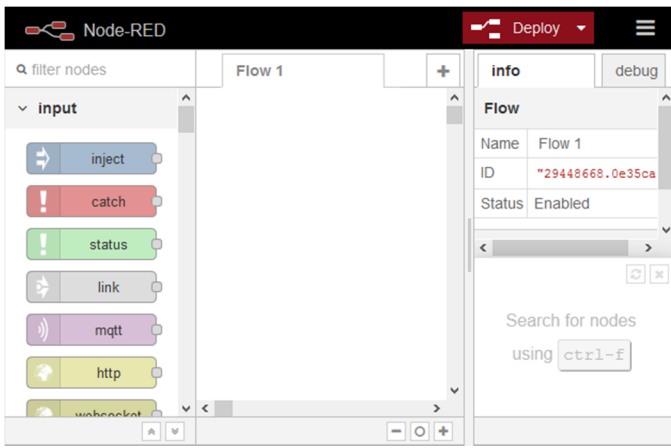 Node-RED
Deploy
filter nodes
Flow 1
+
info
debug
input
inject
catch
status
link
mqtt
http
websocket
Flow
Name Flow 1
ID "29448668.0e35ca
Status Enabled
Search for nodes
using ctrl-f